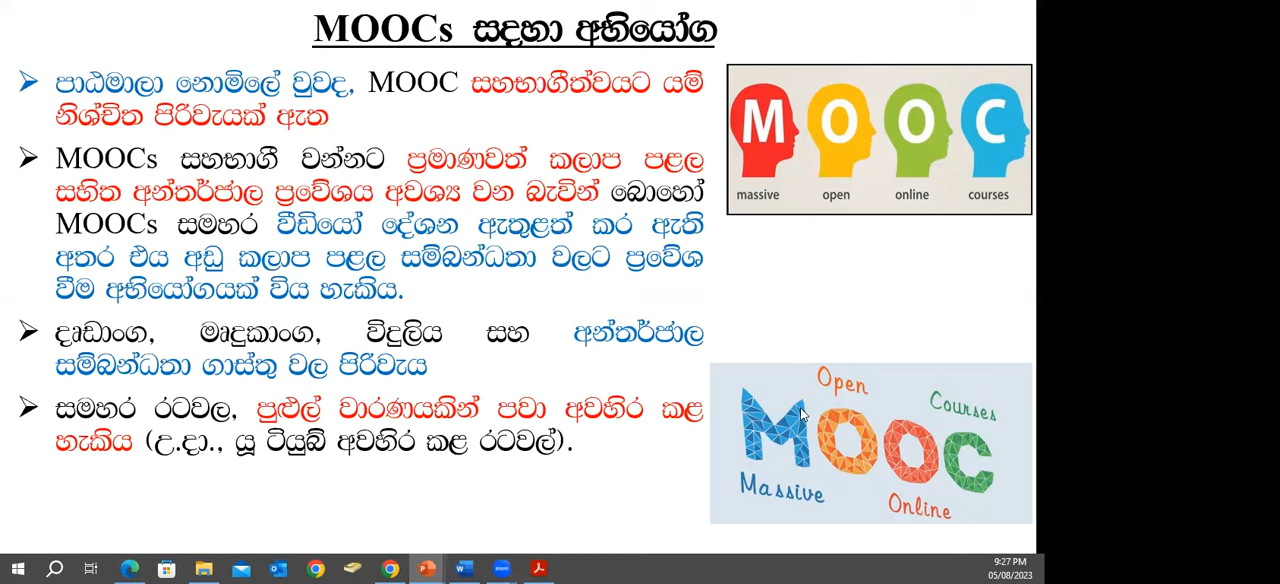 MOOCs සඳහා අභියෝග
පාඨමාලා නොමිලේ වුවද, MOOC සහභාගීත්වයට යම්
නිශ්චිත පිරිවැයක් ඇත
MOOCs සහභාගී වන්නට ප්‍රමාණවත් කලාප පළල
සහිත අන්තර්ජාල ප්‍රවේශය අවශ්‍ය වන බැවින් බොහෝ
MOOCs සමහර වීඩියෝ දේශන ඇතුළත් කර ඇති
අතර එය අඩු කලාප පළල සම්බන්ධතා වලට ප්‍රවේශ
වීම අභියෝගයක් විය හැකිය.
දෘඩාංග, මෘදුකාංග, විදුලිය සහ අන්තර්ජාල
සම්බන්ධතා ගාස්තු වල පිරිවැය
සමහර රටවල, පුළුල් වාරණයකින් පවා අවහිර කළ
හැකිය (උ.දා., යූ ටියුබ් අවහිර කළ රටවල්).
M O O C
massive open online courses
Open
Courses
MOOC
Massive
Online
9:27 PM
05/08/2023